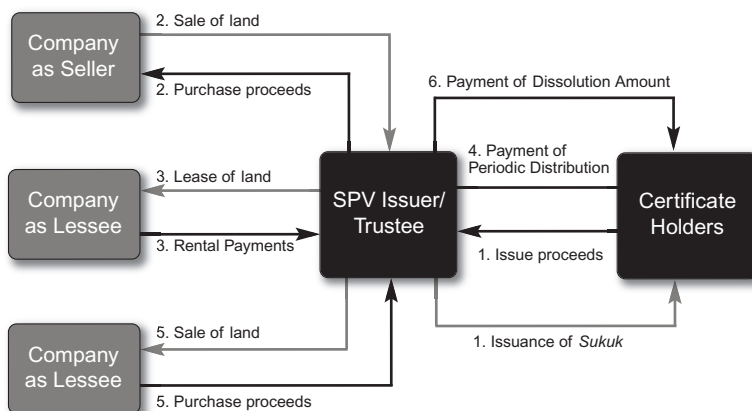 2. Sale of land
Company
as Seller
2. Purchase proceeds
6. Payment of Dissolution Amount
4. Payment of
Periodic Distribution
3. Lease of land
Company
as Lessee
3. Rental Payments
SPV Issuer/
Trustee
Certificate
Holders
1. Issue proceeds
5. Sale of land
1. Issuance of Sukuk
Company
as Lessee
5. Purchase proceeds